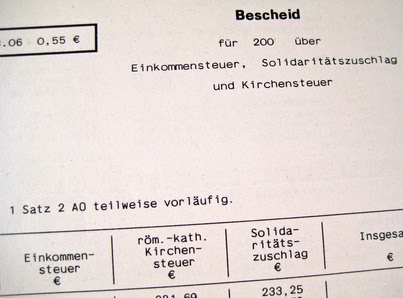 Bescheid
.06 0,55 €
für 200 über
Einkommensteuer, Solidaritätszuschlag
und Kirchensteuer
1 Satz 2 AO teilweise vorläufig.
Einkommen-
steuer
€
röm.-kath.
Kirchen-
steuer
€
Solida-
ritäts-
zuschlag
€
Insgesa
€
233,25